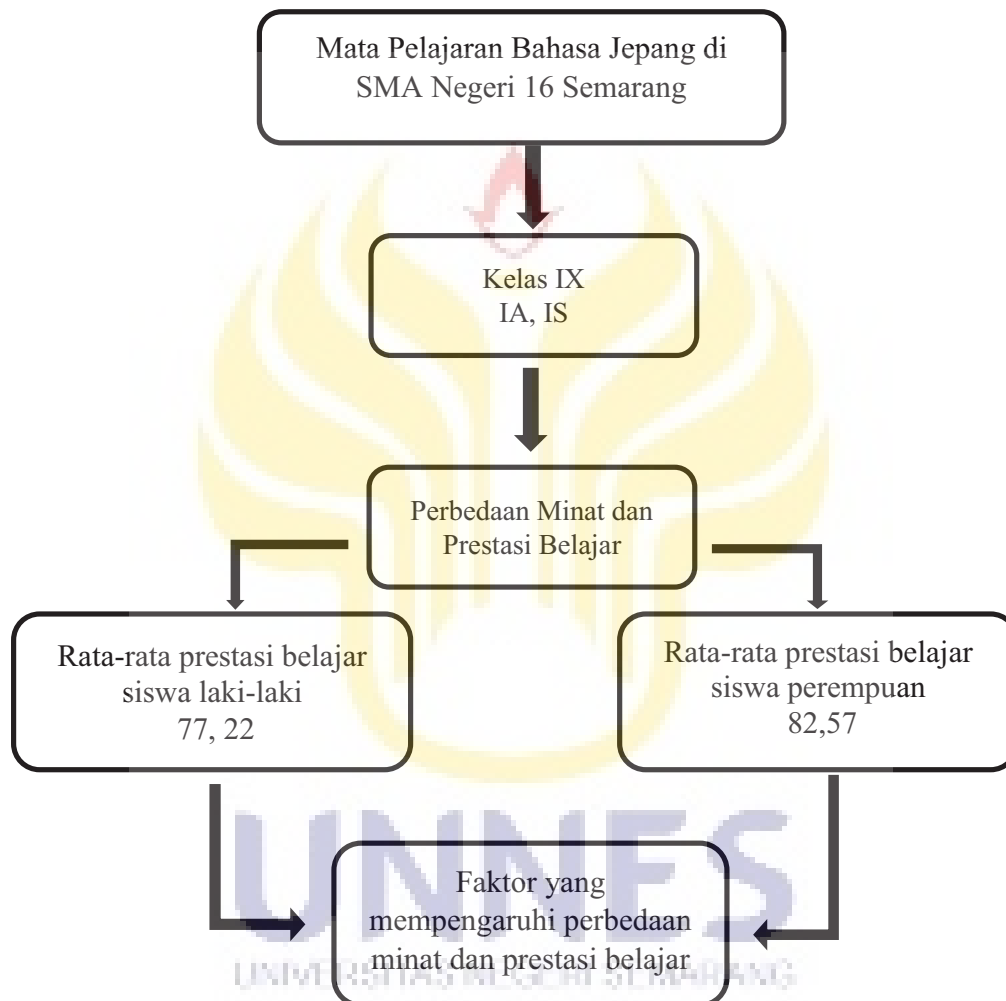 Mata Pelajaran Bahasa Jepang di
SMA Negeri 16 Semarang
Kelas IX
IA, IS
Perbedaan Minat dan
Prestasi Belajar
Rata-rata prestasi belajar
siswa laki-laki
77, 22
Rata-rata prestasi belajar
siswa perempuan
82,57
UNNES
Faktor yang
mempengaruhi perbedaan
minat dan prestasi belajar
UNIVERSITAS NEGERI SEMARANG